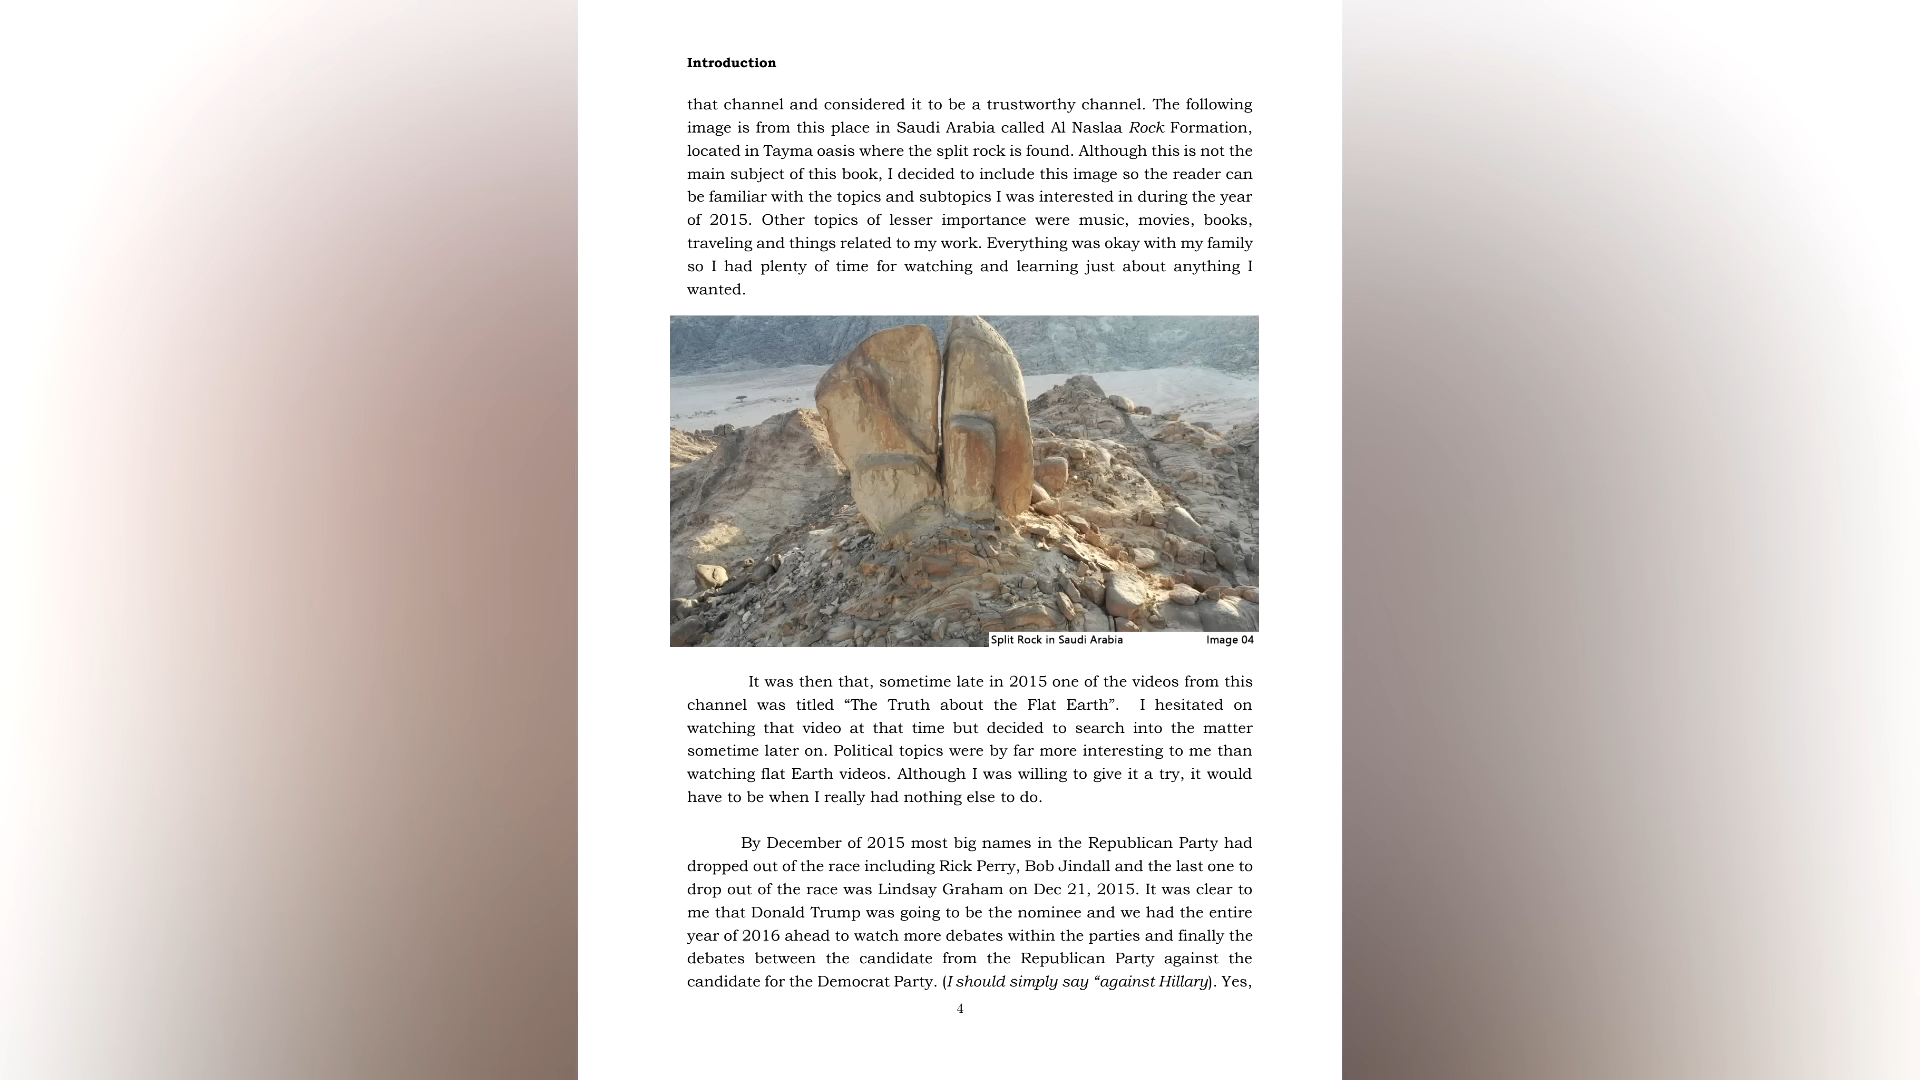 Introduction
that channel and considered it to be a trustworthy channel. The following
image is from this place in Saudi Arabia called Al Naslaa Rock Formation,
located in Tayma oasis where the split rock is found. Although this is not the
main subject of this book, I decided to include this image so the reader can
be familiar with the topics and subtopics I was interested in during the year
of 2015. Other topics of lesser importance were music, movies, books,
traveling and things related to my work. Everything was okay with my family
so I had plenty of time for watching and learning just about anything I
wanted.
Split Rock in Saudi Arabia Image 04
It was then that, sometime late in 2015 one of the videos from this
channel was titled “The Truth about the Flat Earth”. I hesitated on
watching that video at that time but decided to search into the matter
sometime later on. Political topics were by far more interesting to me than
watching flat Earth videos. Although I was willing to give it a try, it would
have to be when I really had nothing else to do.
By December of 2015 most big names in the Republican Party had
dropped out of the race including Rick Perry, Bob Jindall and the last one to
drop out of the race was Lindsay Graham on Dec 21, 2015. It was clear to
me that Donald Trump was going to be the nominee and we had the entire
year of 2016 ahead to watch more debates within the parties and finally the
debates between the candidate from the Republican Party against the
candidate for the Democrat Party. (I should simply say “against Hillary). Yes,
4